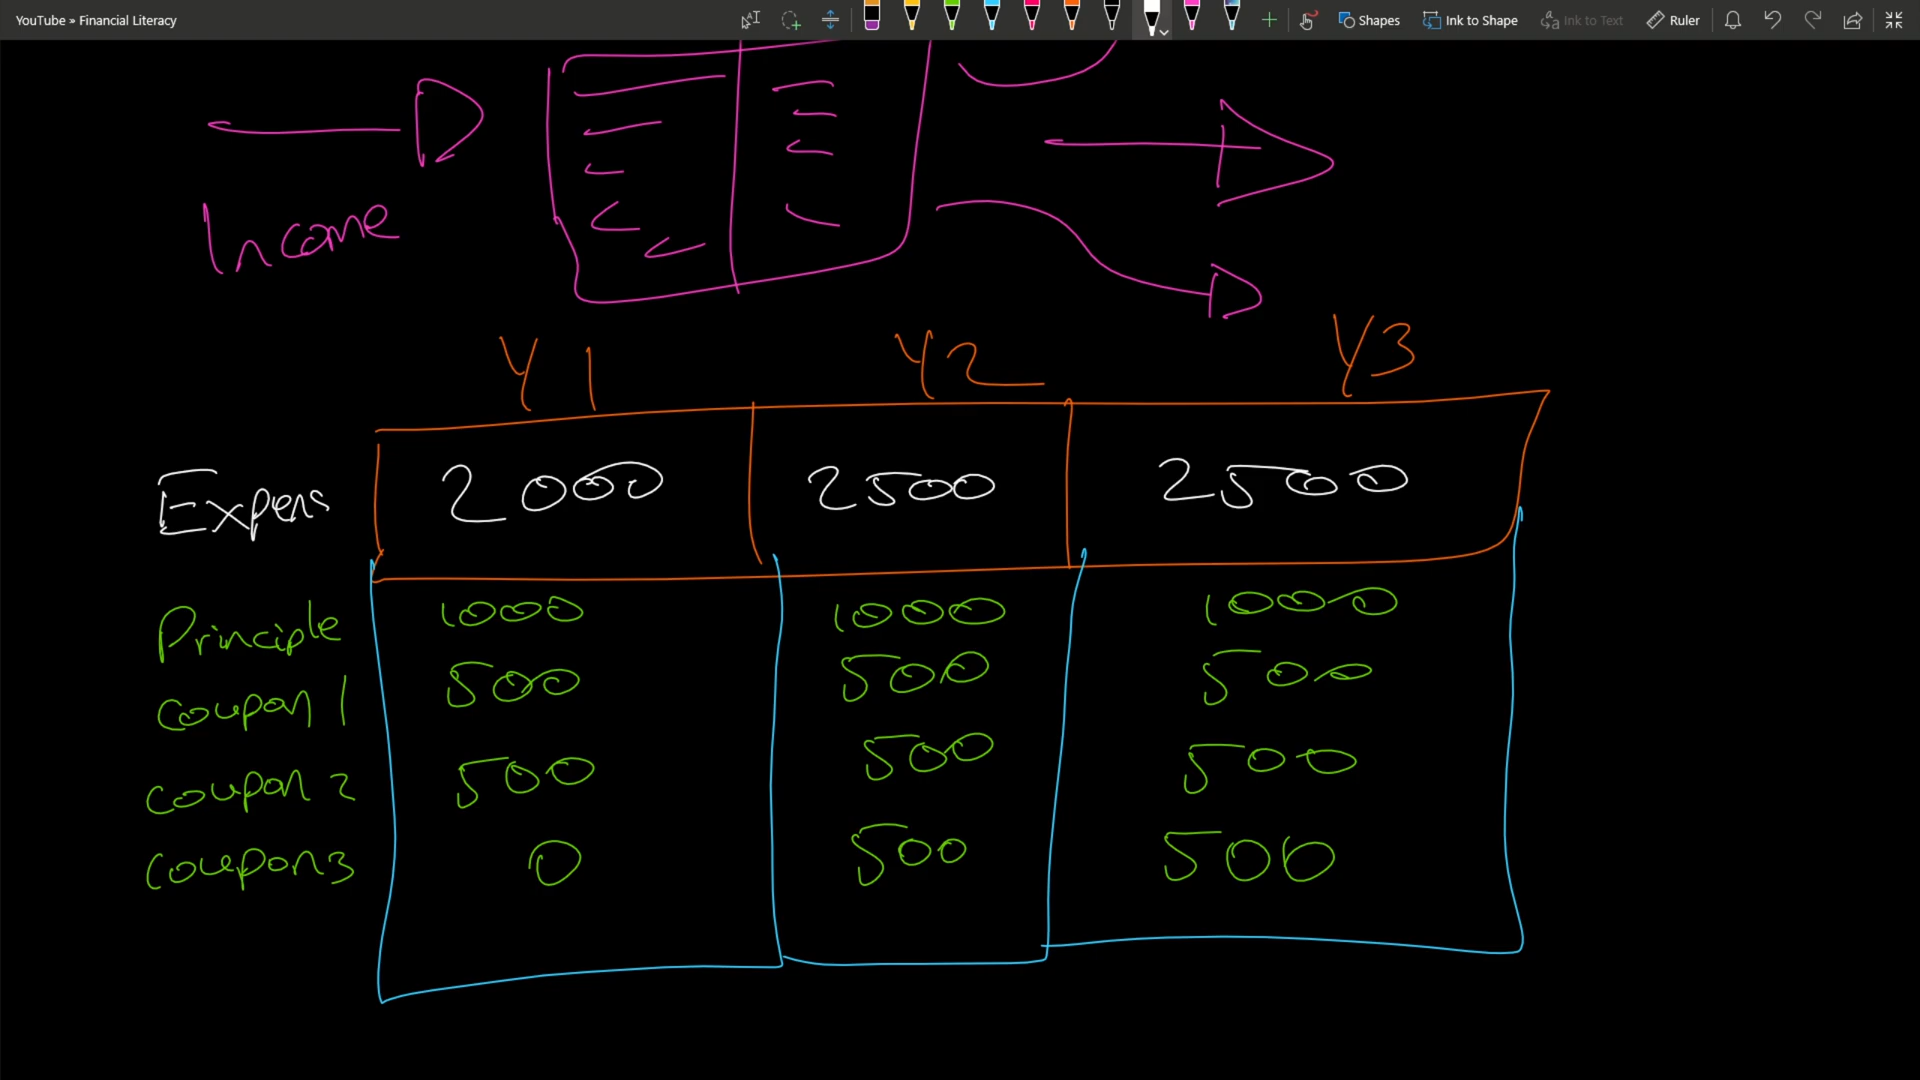 YouTube » Financial Literacy
Shapes Ink to Shape Ink to Text Ruler
Income
Y1 Y2 Y3
Expens 2000 2500 2500
Principle 1000 1000 1000
Coupon 1 500 500 500
Coupon 2 500 500 500
Coupon 3 0 500 500